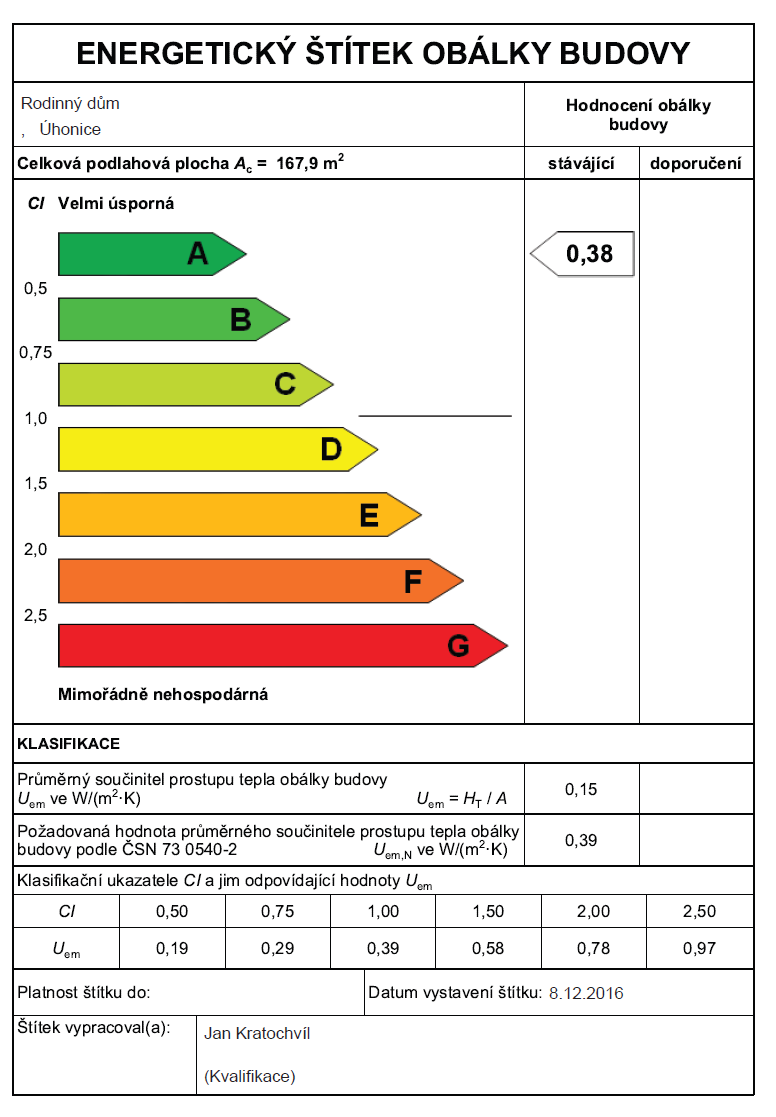 ENERGETICKÝ ŠTÍTEK OBÁLKY BUDOVY
Rodinný dům
, Úhonice
Hodnocení obálky
budovy
Celková podlahová plocha Ac = 167,9 m2
stávající
doporučení
CI Velmi úsporná
A
0,38
0,5
B
0,75
C
1,0
D
1,5
E
2,0
F
2,5
G
Mimořádně nehospodárná
KLASIFIKACE
Průměrný součinitel prostupu tepla obálky budovy
Uem ve W/(m2·K) Uem = HT / A
0,15
Požadovaná hodnota průměrného součinitele prostupu tepla obálky
budovy podle ČSN 73 0540-2 Uem,N ve W/(m2·K)
0,39
Klasifikační ukazatele CI a jim odpovídající hodnoty Uem
CI 0,50 0,75 1,00 1,50 2,00 2,50
Uem 0,19 0,29 0,39 0,58 0,78 0,97
Platnost štítku do:
Datum vystavení štítku: 8.12.2016
Štítek vypracoval(a):
Jan Kratochvíl
(Kvalifikace)